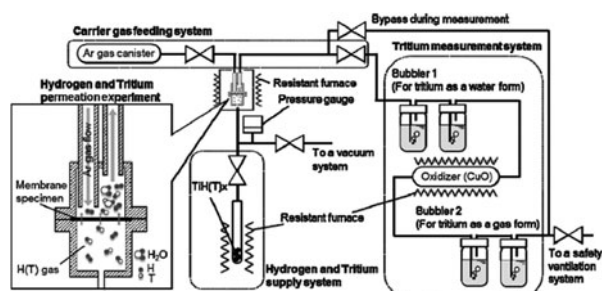 Carrier gas feeding system
Ar gas canister
Bypass during measurement
Tritium measurement system
Hydrogen and Tritium
permeation experiment
Resistant furnace
Pressure gauge
Bubbler 1
(For tritium as a water form)
Ar gas flow
Membrane
specimen
H(T) gas
H₂O
H
T
To a vacuum
system
TiH(T)x
Resistant furnace
Hydrogen and Tritium
supply system
Oxidizer (CuO)
Bubbler 2
(For tritium as a gas form)
To a safety
ventilation
system